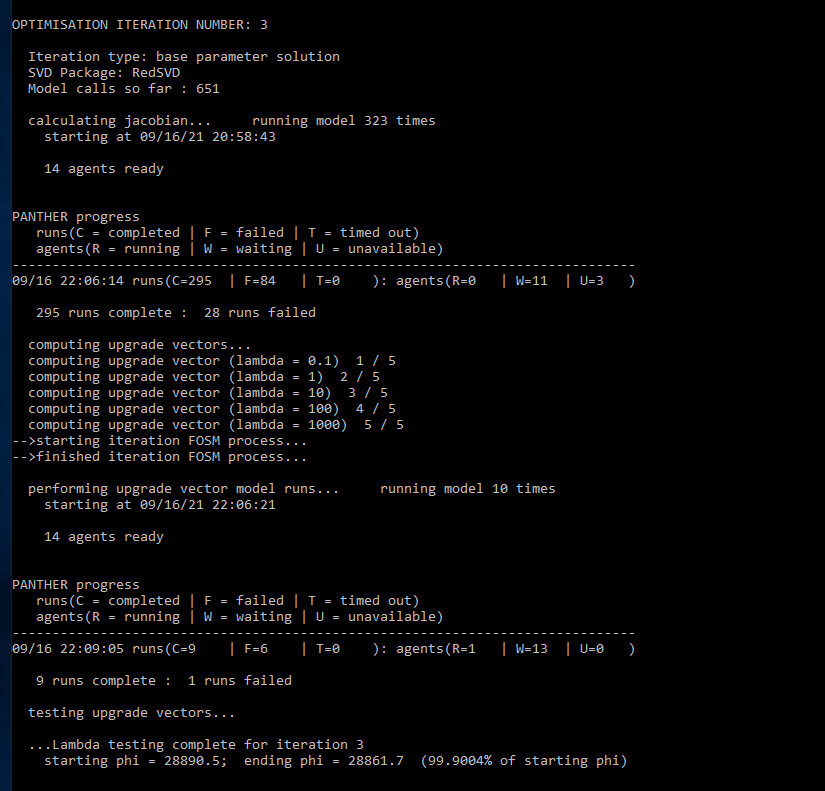 OPTIMISATION ITERATION NUMBER: 3
Iteration type: base parameter solution
SVD Package: RedSVD
Model calls so far : 651
calculating jacobian...     running model 323 times
starting at 09/16/21 20:58:43
14 agents ready
PANTHER progress
runs(C = completed | F = failed | T = timed out)
agents(R = running | W = waiting | U = unavailable)
------------------------------------------------------------------------------
09/16 22:06:14 runs(C=295  | F=84   | T=0    ): agents(R=0   | W=11  | U=3   )
295 runs complete :  28 runs failed
computing upgrade vectors...
computing upgrade vector (lambda = 0.1)  1 / 5
computing upgrade vector (lambda = 1)  2 / 5
computing upgrade vector (lambda = 10)  3 / 5
computing upgrade vector (lambda = 100)  4 / 5
computing upgrade vector (lambda = 1000)  5 / 5
-->starting iteration FOSM process...
-->finished iteration FOSM process...
performing upgrade vector model runs...     running model 10 times
starting at 09/16/21 22:06:21
14 agents ready
PANTHER progress
runs(C = completed | F = failed | T = timed out)
agents(R = running | W = waiting | U = unavailable)
------------------------------------------------------------------------------
09/16 22:09:05 runs(C=9    | F=6    | T=0    ): agents(R=1   | W=13  | U=0   )
9 runs complete :  1 runs failed
testing upgrade vectors...
...Lambda testing complete for iteration 3
starting phi = 28890.5;  ending phi = 28861.7  (99.9004% of starting phi)